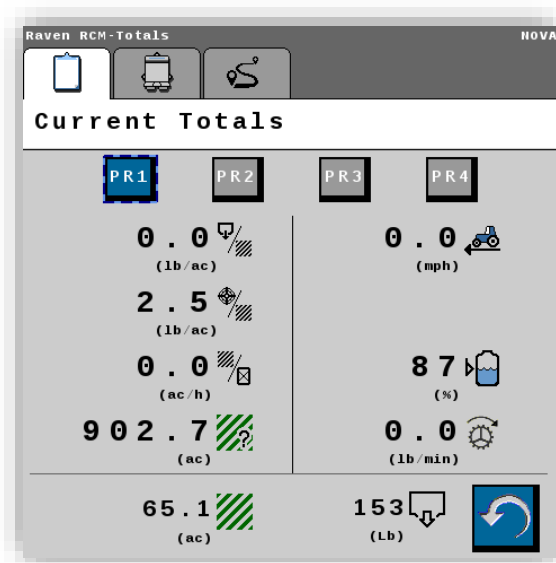 Raven RCM-Totals NOVA
Current Totals
PR1 PR2 PR3 PR4
0.0 0.0
(lb/ac) (mph)
2.5
(lb/ac)
0.0 87
(ac/h) (%)
902.7 ? 0.0
(ac) (lb/min)
65.1 153
(ac) (Lb)